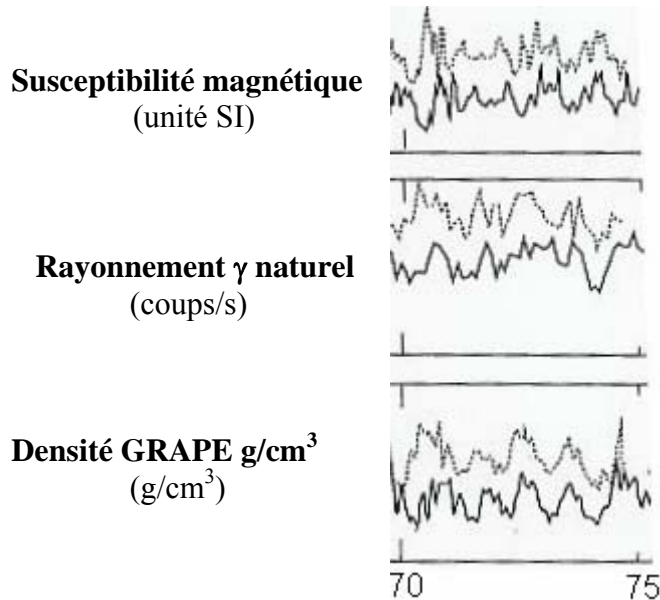 Susceptibilité magnétique
(unité SI)
Rayonnement γ naturel
(coups/s)
Densité GRAPE g/cm³
(g/cm³)
70 75